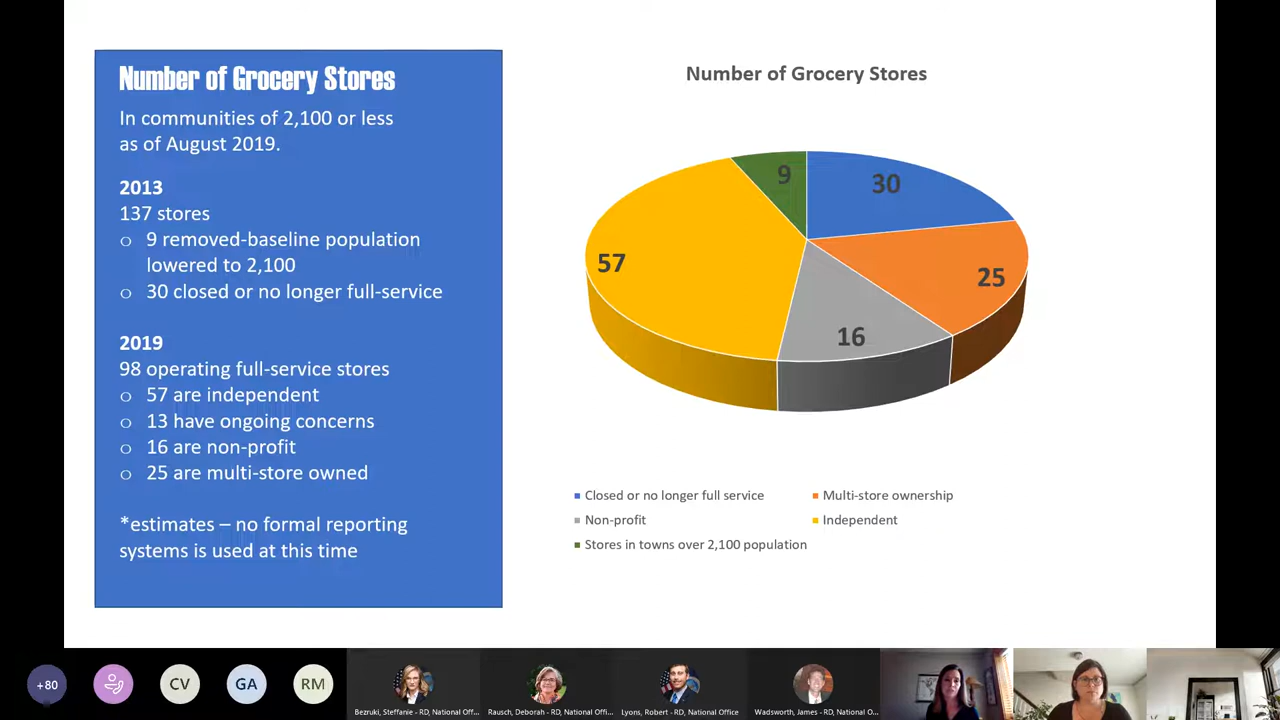 Number of Grocery Stores
In communities of 2,100 or less
as of August 2019.
2013
137 stores
o 9 removed-baseline population
lowered to 2,100
o 30 closed or no longer full-service
2019
98 operating full-service stores
o 57 are independent
o 13 have ongoing concerns
o 16 are non-profit
o 25 are multi-store owned
*estimates – no formal reporting
systems is used at this time
Number of Grocery Stores
9
30
57
25
16
Closed or no longer full service
Multi-store ownership
Non-profit
Independent
Stores in towns over 2,100 population
+80
CV
GA
RM
Bezruki, Steffanie - RD, National Off...
Rausch, Deborah - RD, National Offi...
Lyons, Robert - RD, National Office
Wadsworth, James - RD, National O...